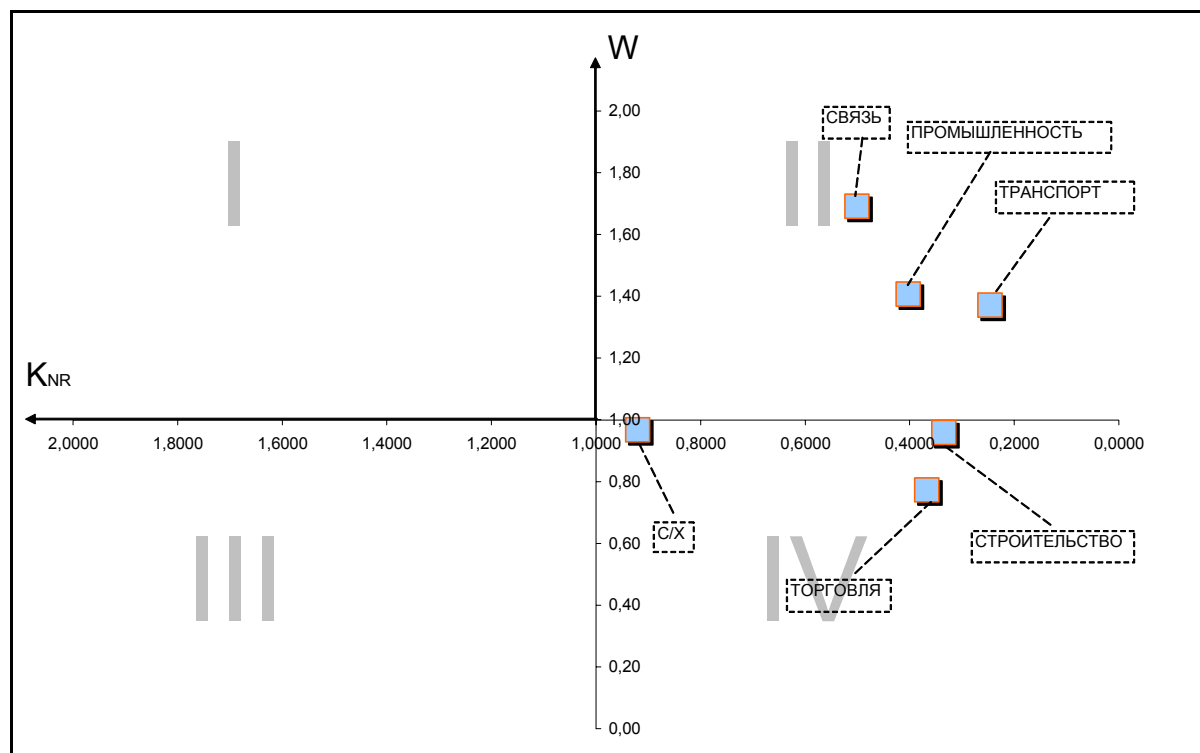 W
2,00
СВЯЗЬ
ПРОМЫШЛЕННОСТЬ
I
II
1,80
ТРАНСПОРТ
1,60
1,40
1,20
KNR
1,00
2,0000 1,8000 1,6000 1,4000 1,2000 1,0000 0,8000 0,6000 0,4000 0,2000 0,0000
0,80
С/Х
СТРОИТЕЛЬСТВО
III
0,60
IV
ТОРГОВЛЯ
0,40
0,20
0,00